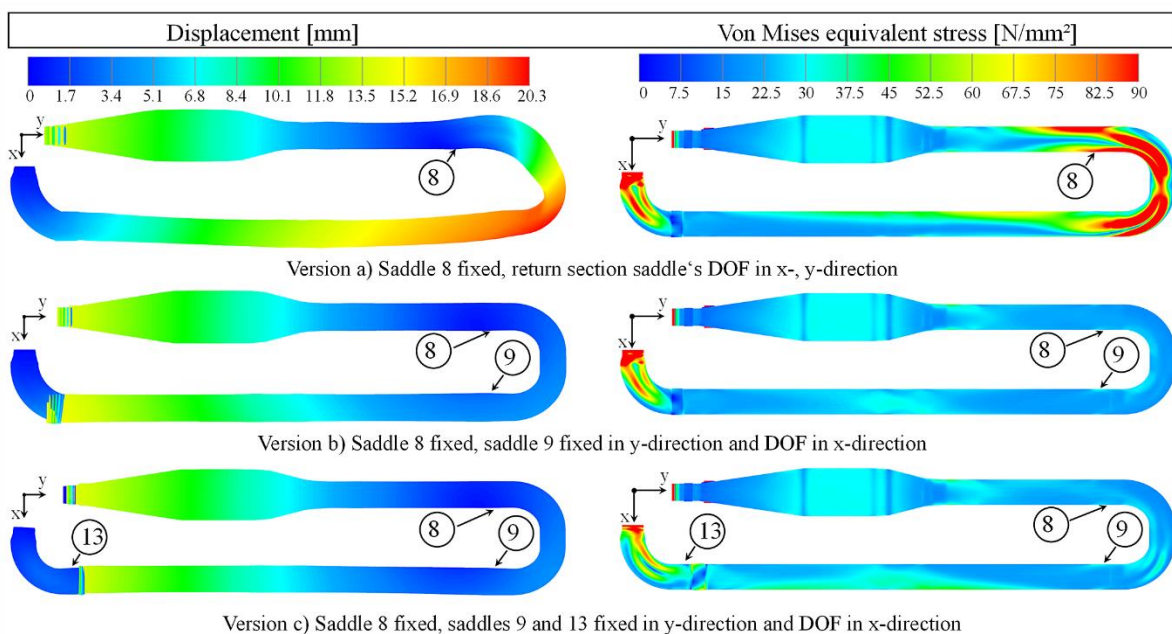 Displacement [mm]
Von Mises equivalent stress [N/mm²]
0 1.7 3.4 5.1 6.8 8.4 10.1 11.8 13.5 15.2 16.9 18.6 20.3
0 7.5 15 22.5 30 37.5 45 52.5 60 67.5 75 82.5 90
y
x
8
y
x
8
Version a) Saddle 8 fixed, return section saddle‘s DOF in x-, y-direction
y
x
8
9
y
x
8
9
Version b) Saddle 8 fixed, saddle 9 fixed in y-direction and DOF in x-direction
y
x
8
9
13
y
x
8
9
13
Version c) Saddle 8 fixed, saddles 9 and 13 fixed in y-direction and DOF in x-direction